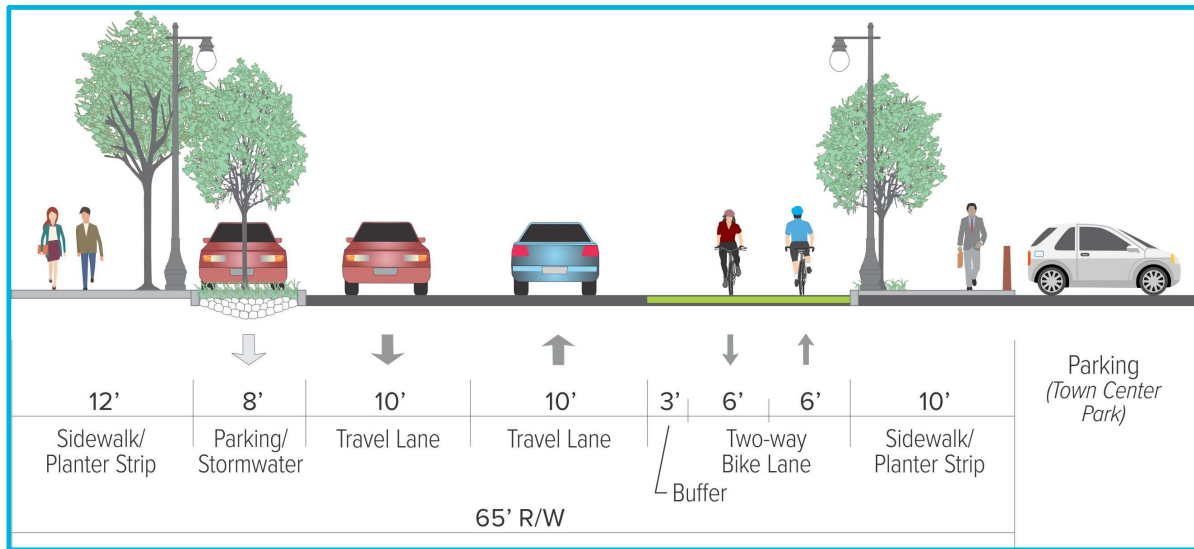 12’ 8’ 10’ 10’ 3’ 6’ 6’ 10’
Sidewalk/
Planter Strip
Parking/
Stormwater
Travel Lane
Travel Lane
Buffer
Two-way
Bike Lane
Sidewalk/
Planter Strip
Parking
(Town Center
Park)
65’ R/W